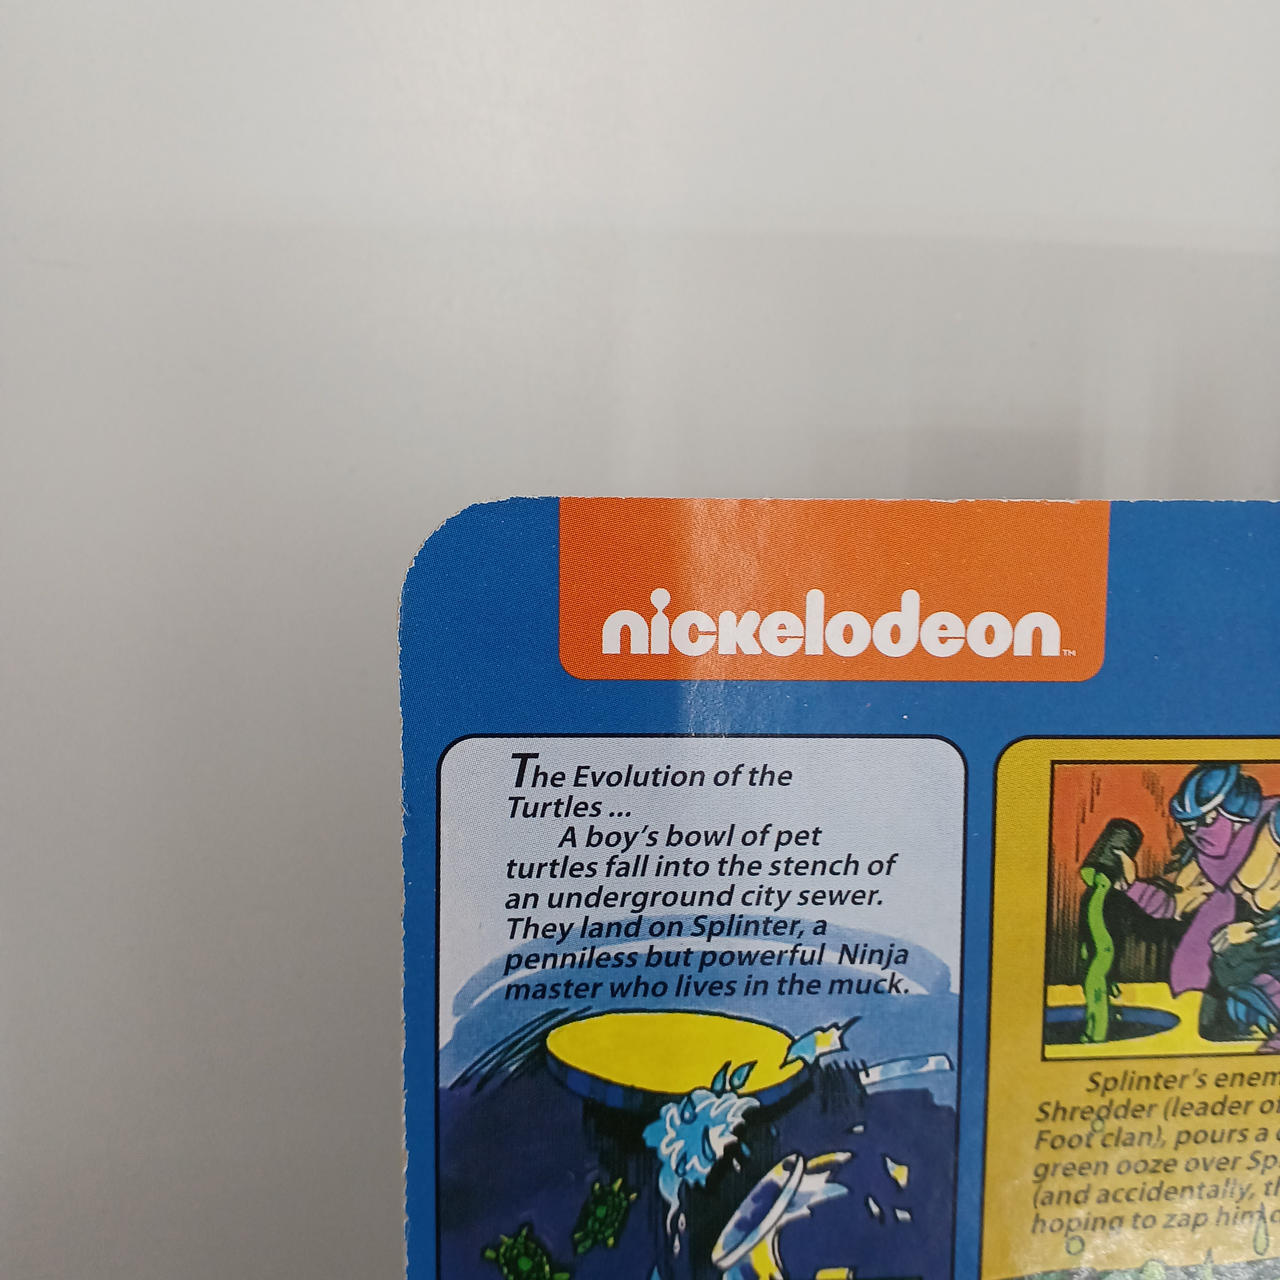 nickelodeon
TM
The Evolution of the
Turtles ...
A boy's bowl of pet
turtles fall into the stench of
an underground city sewer.
They land on Splinter, a
penniless but powerful Ninja
master who lives in the muck.
Splinter's
Shredder (leader
Foot clan), pours a
green ooze over
(and accidentally,
hoping to zap him